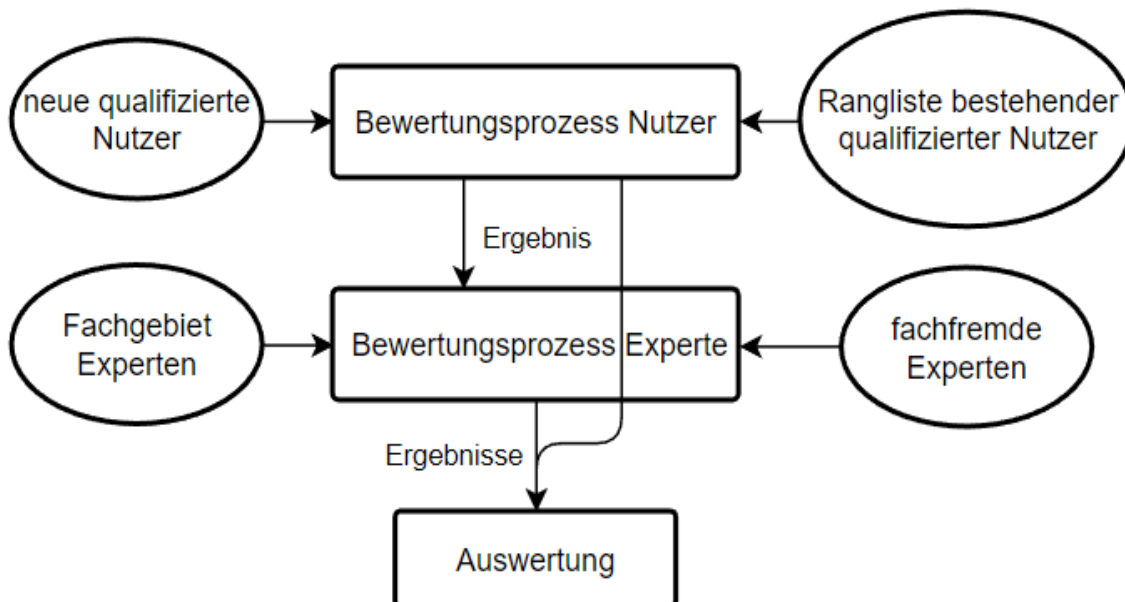 neue qualifizierte
Nutzer
Bewertungsprozess Nutzer
Rangliste bestehender
qualifizierter Nutzer
Ergebnis
Fachgebiet
Experten
Bewertungsprozess Experte
fachfremde
Experten
Ergebnisse
Auswertung